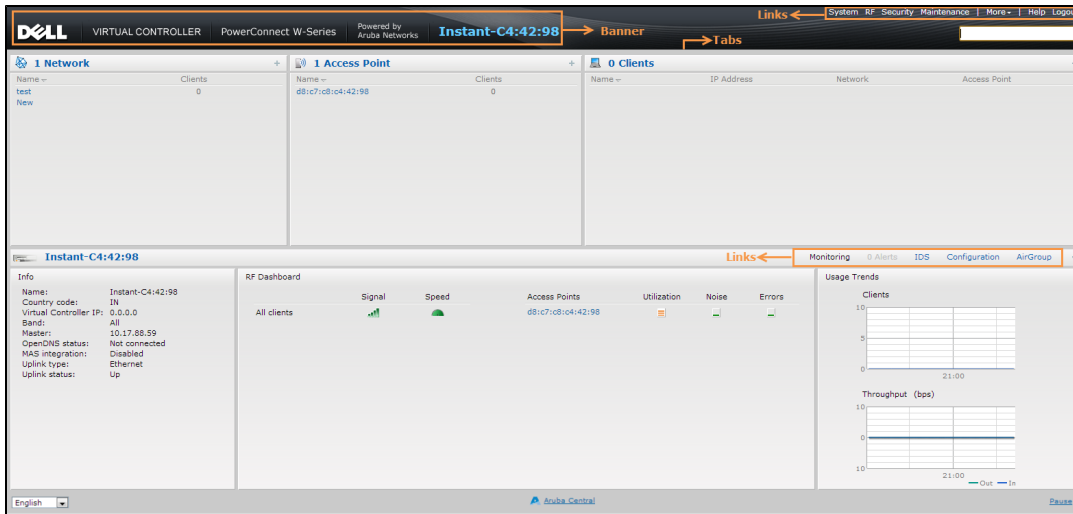 Links
System RF Security Maintenance | More | Help Logou
DELL VIRTUAL CONTROLLER PowerConnect W-Series Powered by Aruba Networks Instant-C4:42:98
Banner
Tabs
1 Network +
Name Clients
test 0
New
1 Access Point +
Name Clients
d8:c7:c8:c4:42:98 0
0 Clients
Name IP Address Network Access Point
Instant-C4:42:98
Links
Monitoring 0 Alerts IDS Configuration AirGroup
Info
Name: Instant-C4:42:98
Country code: IN
Virtual Controller IP: 0.0.0.0
Band: All
Master: 10.17.88.59
OpenDNS status: Not connected
MAS integration: Disabled
Uplink type: Ethernet
Uplink status: Up
RF Dashboard
Signal Speed Access Points Utilization Noise Errors
All clients d8:c7:c8:c4:42:98
Usage Trends
Clients
10
5
0
21:00
Throughput (bps)
10
0
10
21:00
Out In
English
Aruba Central
Pause